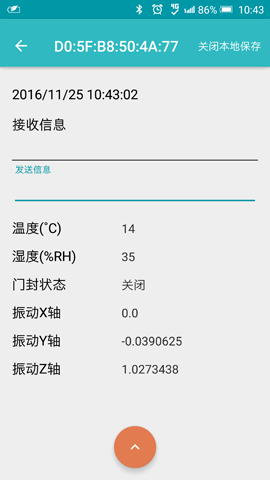 4G 86% 10:43
D0:5F:B8:50:4A:77 关闭本地保存
2016/11/25 10:43:02
接收信息
发送信息
温度(°C) 14
湿度(%RH) 35
门封状态 关闭
振动X轴 0.0
振动Y轴 -0.0390625
振动Z轴 1.0273438